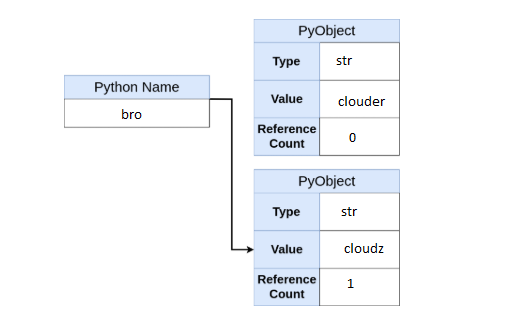 PyObject
Type str
Value clouder
Reference
Count 0
Python Name
bro
PyObject
Type str
Value cloudz
Reference
Count 1